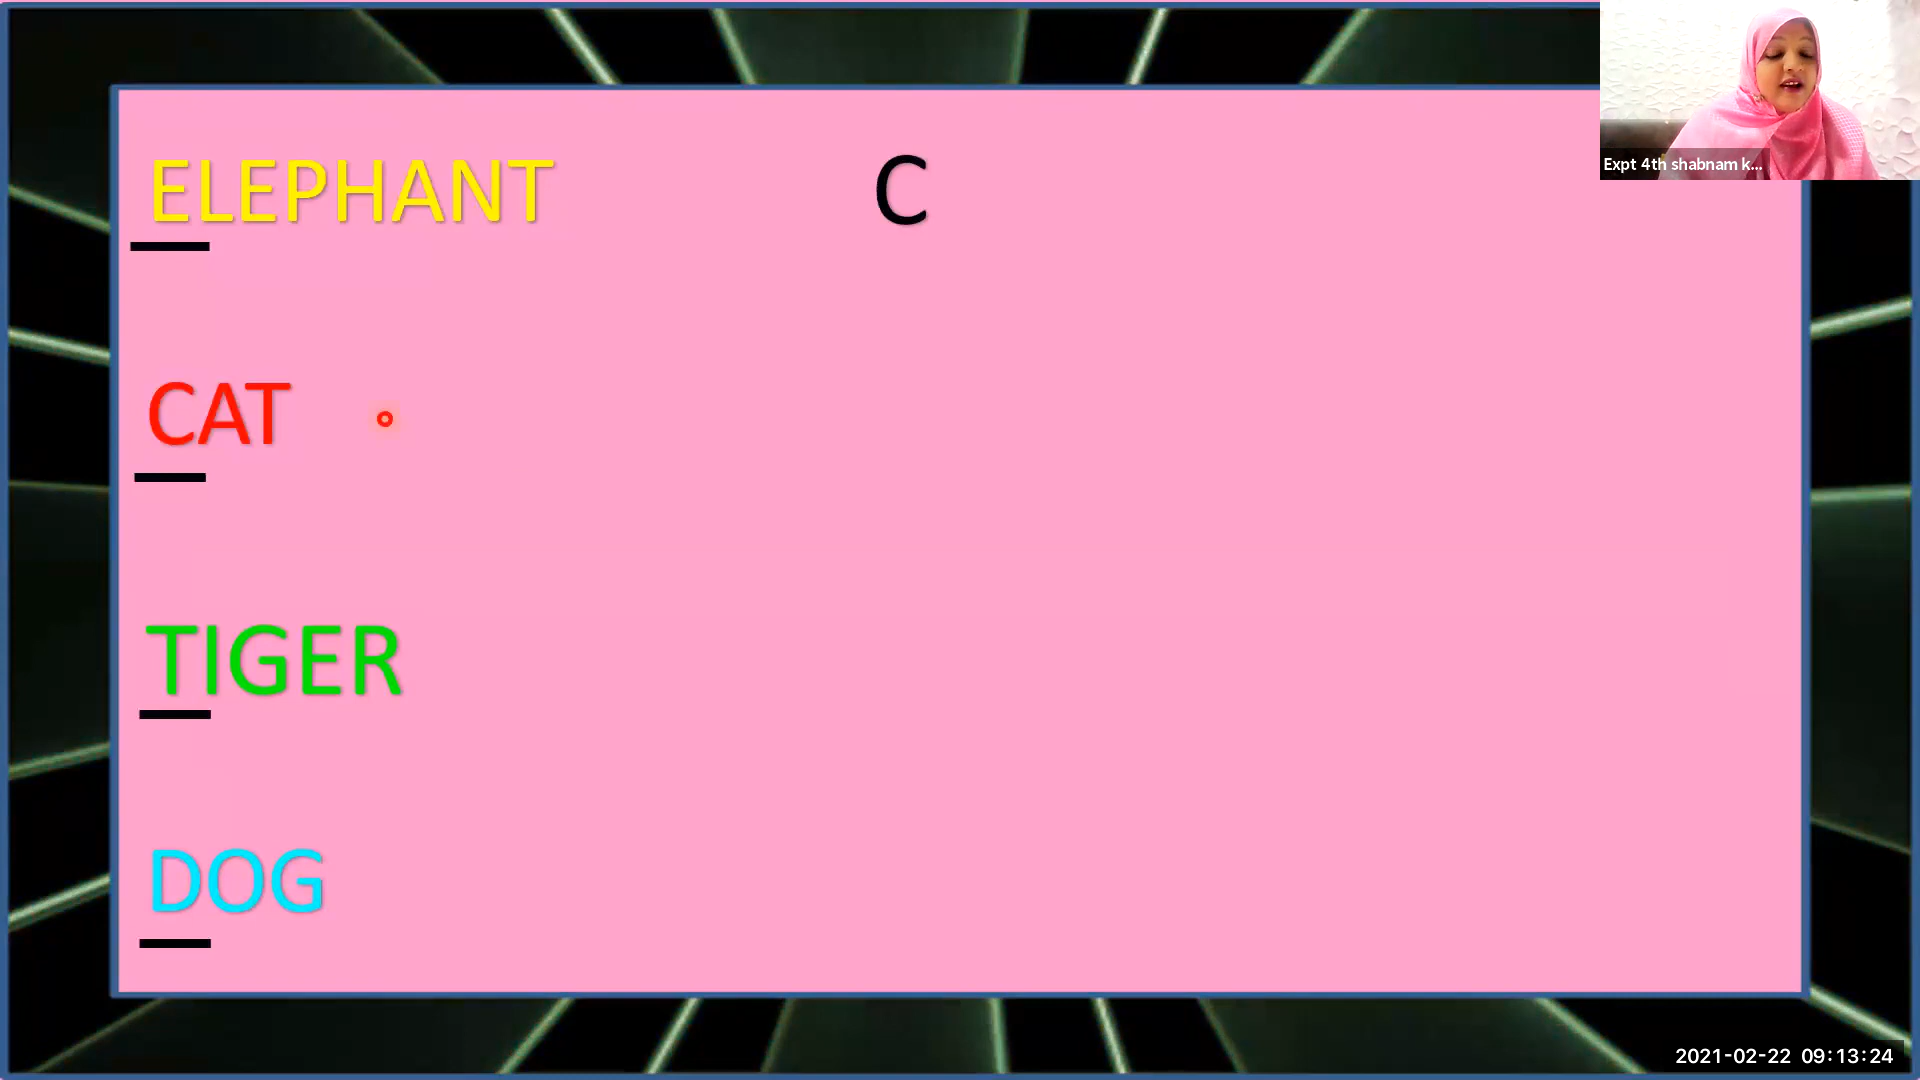 ELEPHANT C
Expt 4th shabnam k...
CAT
TIGER
DOG
2021-02-22 09:13:24